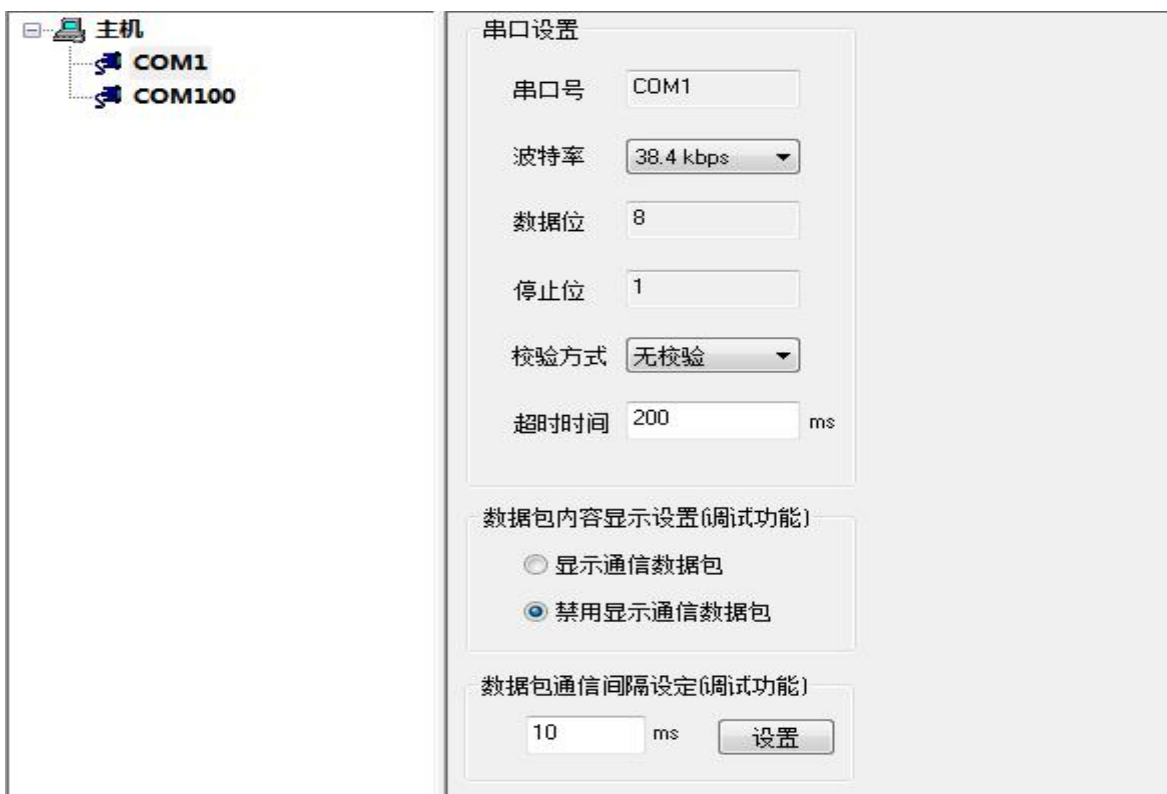 主机
COM1
COM100
串口设置
串口号 COM1
波特率 38.4 kbps
数据位 8
停止位 1
校验方式 无校验
超时时间 200 ms
数据包内容显示设置(调试功能)
显示通信数据包
禁用显示通信数据包
数据包通信间隔设定(调试功能)
10 ms 设置